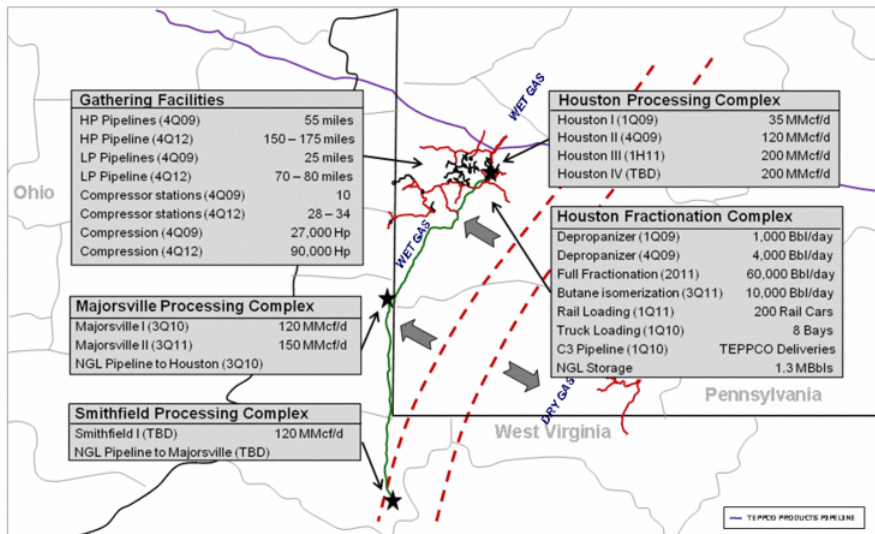 WET GAS
Gathering Facilities
HP Pipelines (4Q09) 55 miles
HP Pipeline (4Q12) 150 – 175 miles
LP Pipelines (4Q09) 25 miles
LP Pipeline (4Q12) 70 – 80 miles
Compressor stations (4Q09) 10
Compressor stations (4Q12) 28 – 34
Compression (4Q09) 27,000 Hp
Compression (4Q12) 90,000 Hp
Houston Processing Complex
Houston I (1Q09) 35 MMcf/d
Houston II (4Q09) 120 MMcf/d
Houston III (1H11) 200 MMcf/d
Houston IV (TBD) 200 MMcf/d
Ohio
Houston Fractionation Complex
Depropanizer (1Q09) 1,000 Bbl/day
Depropanizer (4Q09) 4,000 Bbl/day
Full Fractionation (2011) 60,000 Bbl/day
Butane isomerization (3Q11) 10,000 Bbl/day
Rail Loading (1Q11) 200 Rail Cars
Truck Loading (1Q10) 8 Bays
C3 Pipeline (1Q10) TEPPCO Deliveries
NGL Storage 1.3 MBbls
WET GAS
Majorsville Processing Complex
Majorsville I (3Q10) 120 MMcf/d
Majorsville II (3Q11) 150 MMcf/d
NGL Pipeline to Houston (3Q10)
DRY GAS
Pennsylvania
Smithfield Processing Complex
Smithfield I (TBD) 120 MMcf/d
NGL Pipeline to Majorsville (TBD)
West Virginia
TEPPCO PRODUCTS PIPELINE